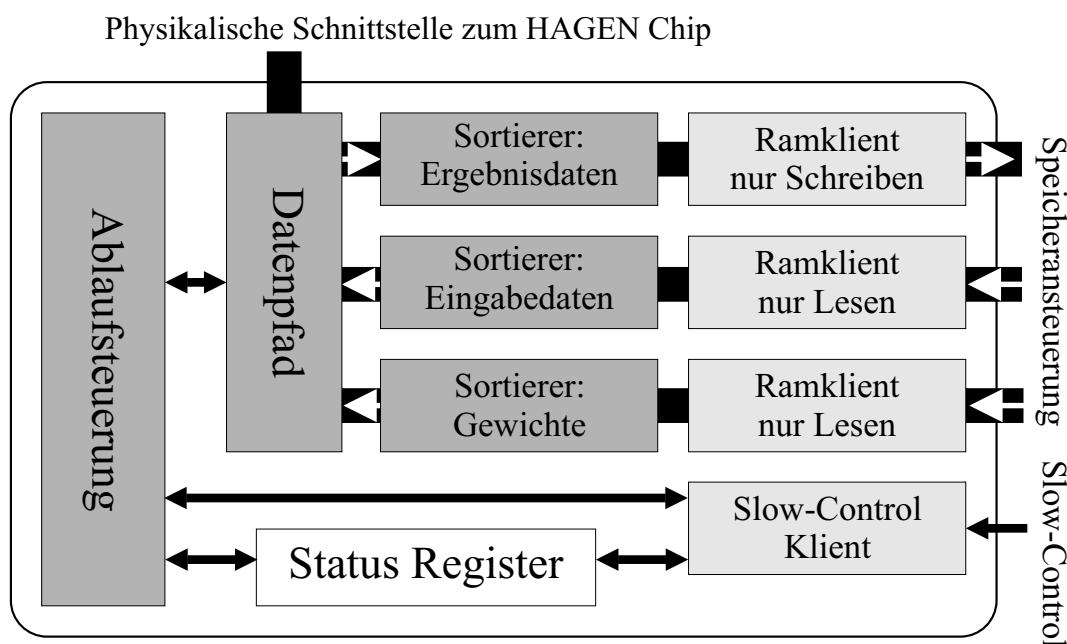 Physikalische Schnittstelle zum HAGEN Chip
Ablaufsteuerung
Datenpfad
Sortierer:
Ergebnisdaten
Ramklient
nur Schreiben
Sortierer:
Eingabedaten
Ramklient
nur Lesen
Sortierer:
Gewichte
Ramklient
nur Lesen
Speicheransteuerung
Slow-Control
Klient
Status Register
Slow-Control